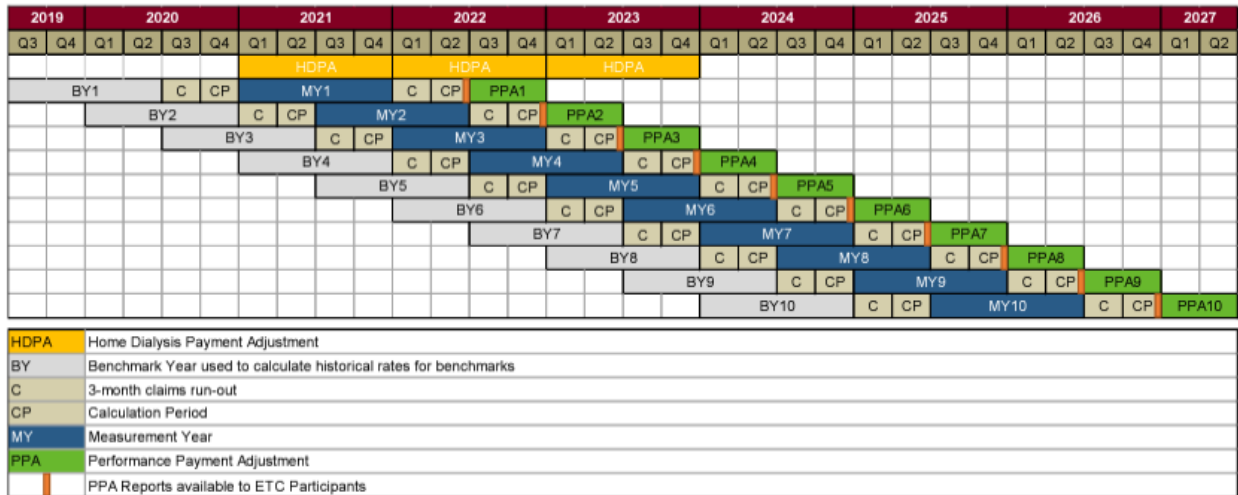 2019 2020 2021 2022 2023 2024 2025 2026 2027
Q3 Q4 Q1 Q2 Q3 Q4 Q1 Q2 Q3 Q4 Q1 Q2 Q3 Q4 Q1 Q2 Q3 Q4 Q1 Q2 Q3 Q4 Q1 Q2 Q3 Q4 Q1 Q2 Q3 Q4 Q1 Q2
HDPA HDPA HDPA
BY1 C CP MY1 C CP PPA1
BY2 C CP MY2 C CP PPA2
BY3 C CP MY3 C CP PPA3
BY4 C CP MY4 C CP PPA4
BY5 C CP MY5 C CP PPA5
BY6 C CP MY6 C CP PPA6
BY7 C CP MY7 C CP PPA7
BY8 C CP MY8 C CP PPA8
BY9 C CP MY9 C CP PPA9
BY10 C CP MY10 C CP PPA10
HDPA Home Dialysis Payment Adjustment
BY Benchmark Year used to calculate historical rates for benchmarks
C 3-month claims run-out
CP Calculation Period
MY Measurement Year
PPA Performance Payment Adjustment
PPA Reports available to ETC Participants